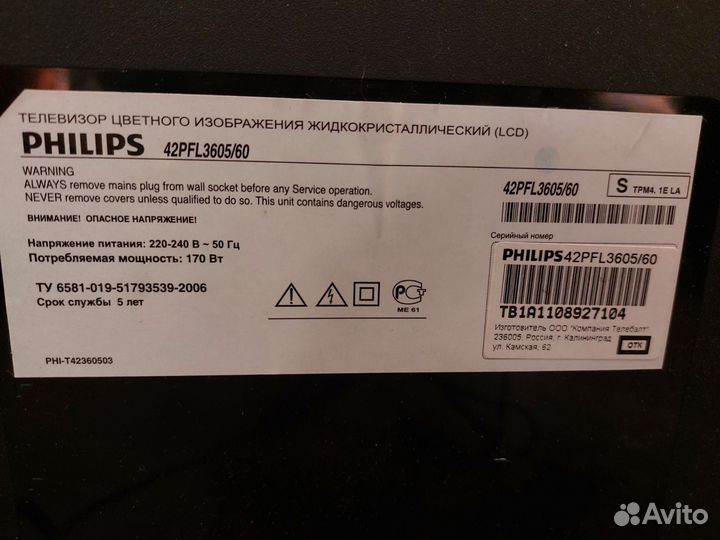 ТЕЛЕВИЗОР ЦВЕТНОГО ИЗОБРАЖЕНИЯ ЖИДКОКРИСТАЛЛИЧЕСКИЙ (LCD)
PHILIPS 42PFL3605/60
WARNING
ALWAYS remove mains plug from wall socket before any Service operation.
NEVER remove covers unless qualified to do so. This unit contains dangerous voltages.
ВНИМАНИЕ! ОПАСНОЕ НАПРЯЖЕНИЕ!
Напряжение питания: 220-240 В ~ 50 Гц
Потребляемая мощность: 170 Вт
ТУ 6581-019-51793539-2006
Срок службы 5 лет
PHI-T42360503
РСТ
ME 61
42PFL3605/60
S TPM4. 1E LA
Серийный номер
PHILIPS 42PFL3605/60
TB1A1108927104
Изготовитель ООО "Компания Телебалт"
236005, Россия, г. Калининград
ул. Камская, 62
ОТК
Avito